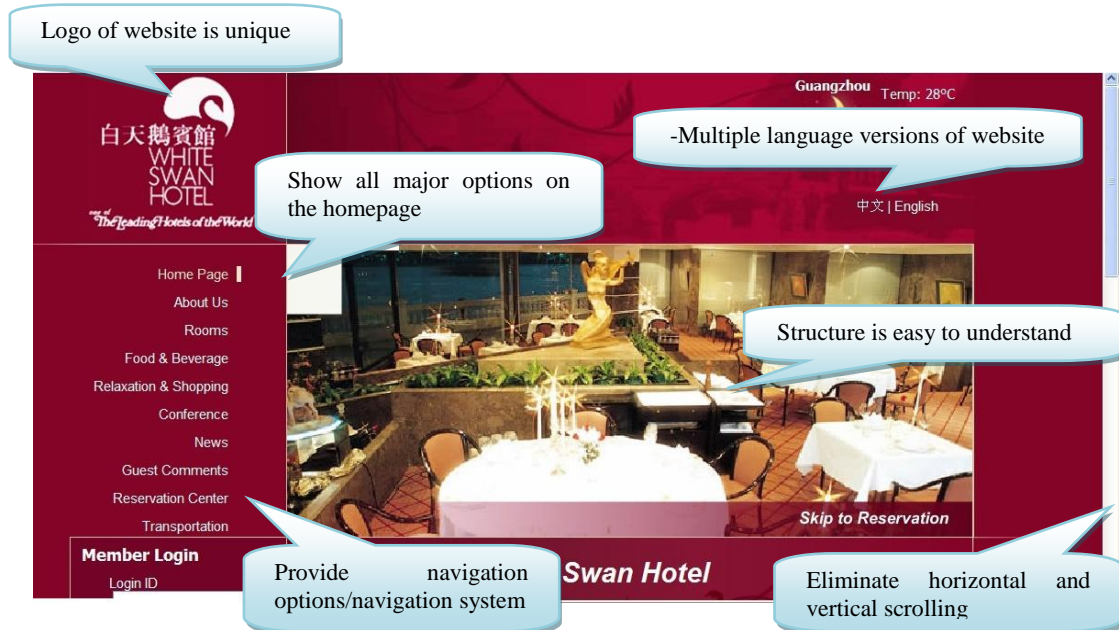 Logo of website is unique
白天鵝賓館
WHITE
SWAN
HOTEL
one of
The Leading Hotels of the World
Guangzhou Temp: 28°C
-Multiple language versions of website
中文 | English
Show all major options on
the homepage
Home Page
About Us
Rooms
Food & Beverage
Relaxation & Shopping
Conference
News
Guest Comments
Reservation Center
Transportation
Structure is easy to understand
Skip to Reservation
Member Login
Login ID
Provide navigation
options/navigation system
Swan Hotel
Eliminate horizontal and
vertical scrolling